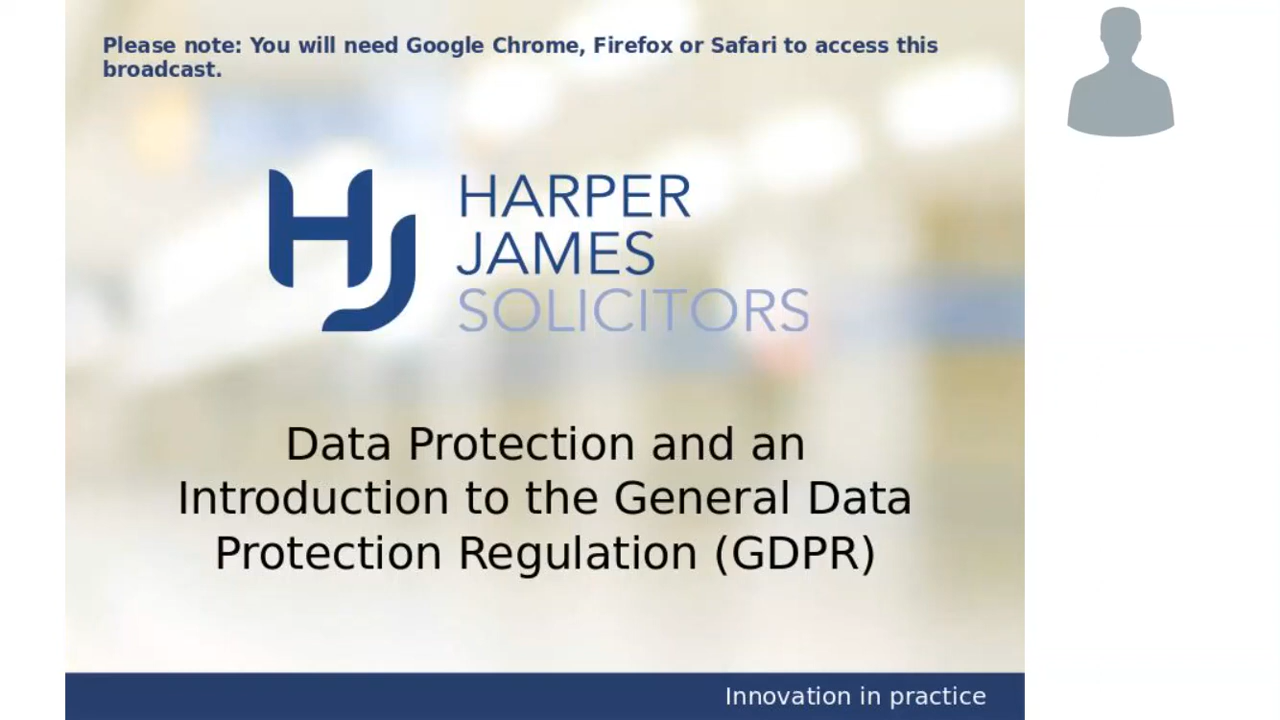 Please note: You will need Google Chrome, Firefox or Safari to access this
broadcast.
HJ
HARPER
JAMES
SOLICITORS
Data Protection and an
Introduction to the General Data
Protection Regulation (GDPR)
Innovation in practice